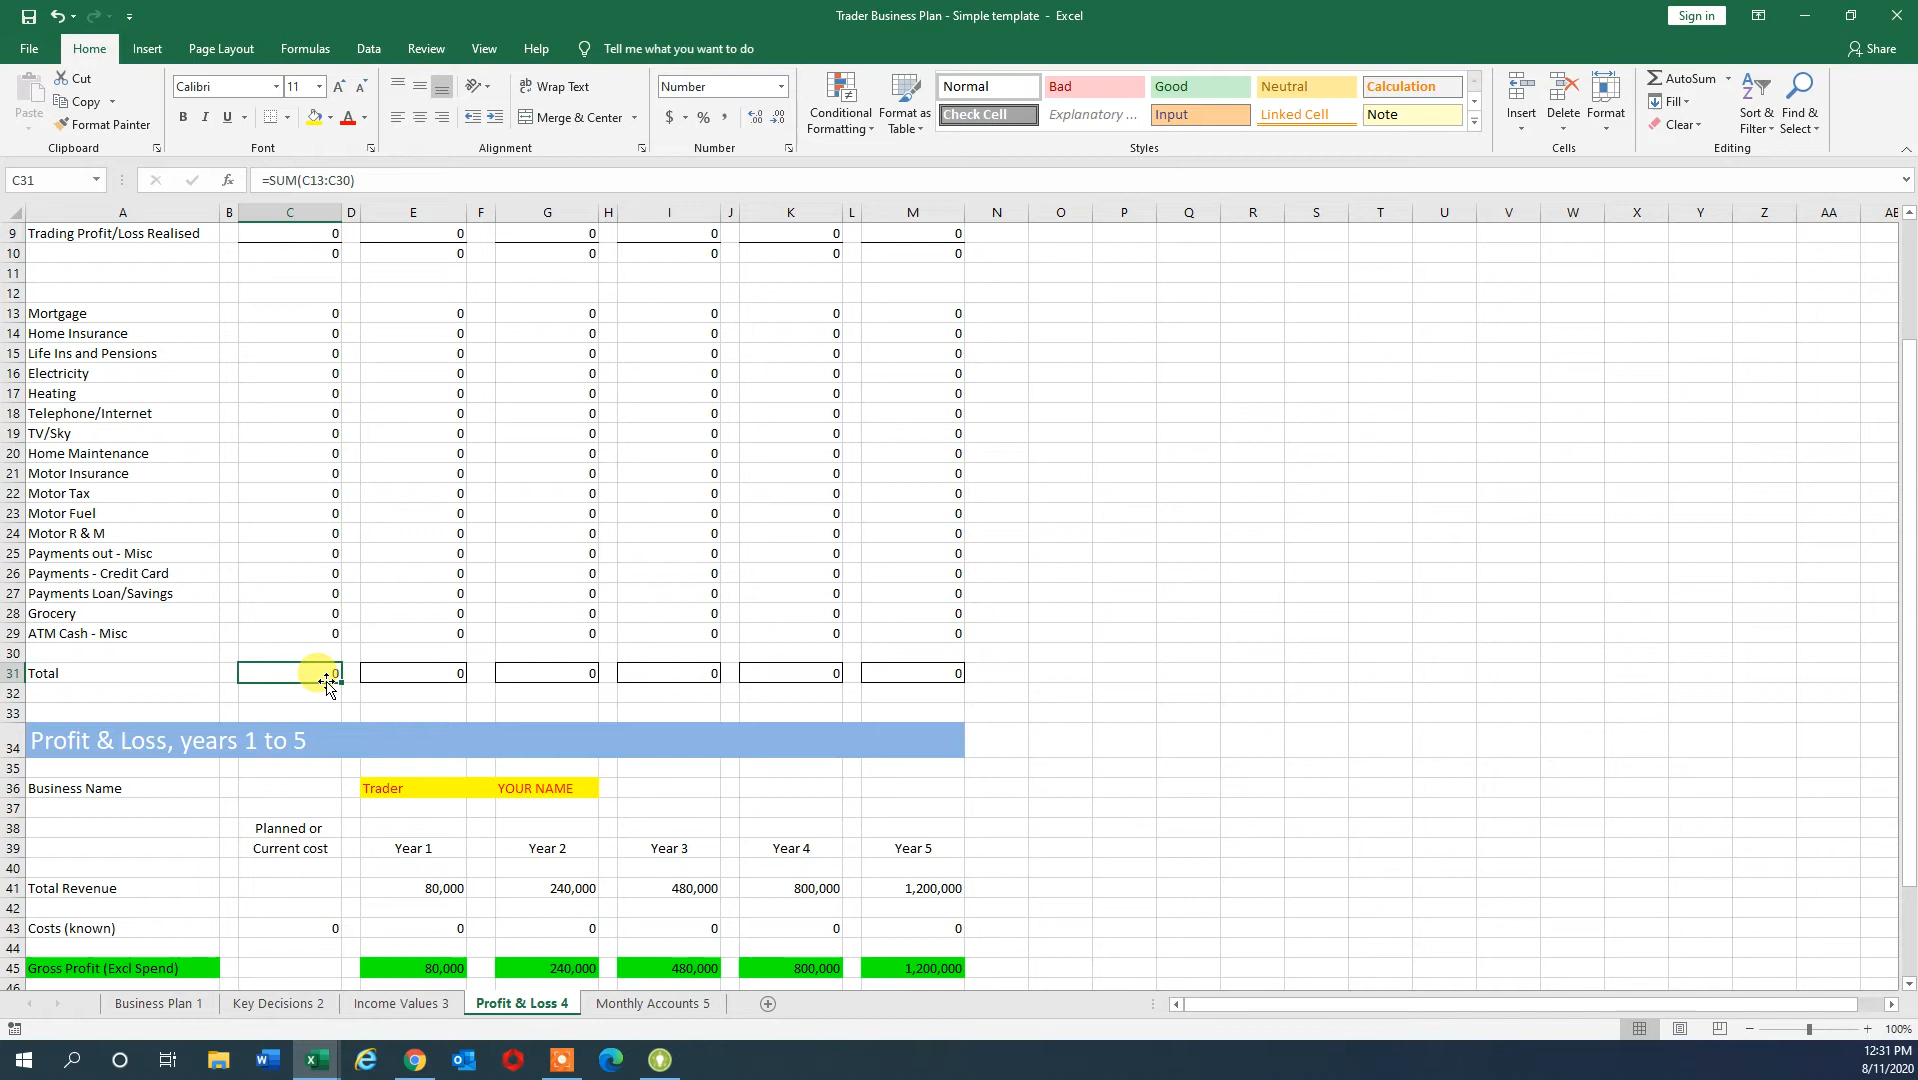 Trader Business Plan - Simple template - Excel
Sign in
File Home Insert Page Layout Formulas Data Review View Help Tell me what you want to do Share
Paste
Cut
Copy
Format Painter
Calibri 11
B I U
Wrap Text
Merge & Center
Number
$ %
Conditional Formatting
Format as Table
Normal Bad Good Neutral Calculation
Check Cell Explanatory ... Input Linked Cell Note
Insert Delete Format
AutoSum
Fill
Clear
Sort & Filter
Find & Select
Clipboard Font Alignment Number Styles Cells Editing
C31 fx =SUM(C13:C30)
A B C D E F G H I J K L M N O P Q R S T U V W X Y Z AA AE
9 Trading Profit/Loss Realised 0 0 0 0 0 0
10 0 0 0 0 0 0
11
12
13 Mortgage 0 0 0 0 0 0
14 Home Insurance 0 0 0 0 0 0
15 Life Ins and Pensions 0 0 0 0 0 0
16 Electricity 0 0 0 0 0 0
17 Heating 0 0 0 0 0 0
18 Telephone/Internet 0 0 0 0 0 0
19 TV/Sky 0 0 0 0 0 0
20 Home Maintenance 0 0 0 0 0 0
21 Motor Insurance 0 0 0 0 0 0
22 Motor Tax 0 0 0 0 0 0
23 Motor Fuel 0 0 0 0 0 0
24 Motor R & M 0 0 0 0 0 0
25 Payments out - Misc 0 0 0 0 0 0
26 Payments - Credit Card 0 0 0 0 0 0
27 Payments Loan/Savings 0 0 0 0 0 0
28 Grocery 0 0 0 0 0 0
29 ATM Cash - Misc 0 0 0 0 0 0
30
31 Total 0 0 0 0 0 0
32
33
34 Profit & Loss, years 1 to 5
35
36 Business Name Trader YOUR NAME
37
38 Planned or
39 Current cost Year 1 Year 2 Year 3 Year 4 Year 5
40
41 Total Revenue 80,000 240,000 480,000 800,000 1,200,000
42
43 Costs (known) 0 0 0 0 0 0
44
45 Gross Profit (Excl Spend) 80,000 240,000 480,000 800,000 1,200,000
46
Business Plan 1 Key Decisions 2 Income Values 3 Profit & Loss 4 Monthly Accounts 5
100%
12:31 PM
8/11/2020